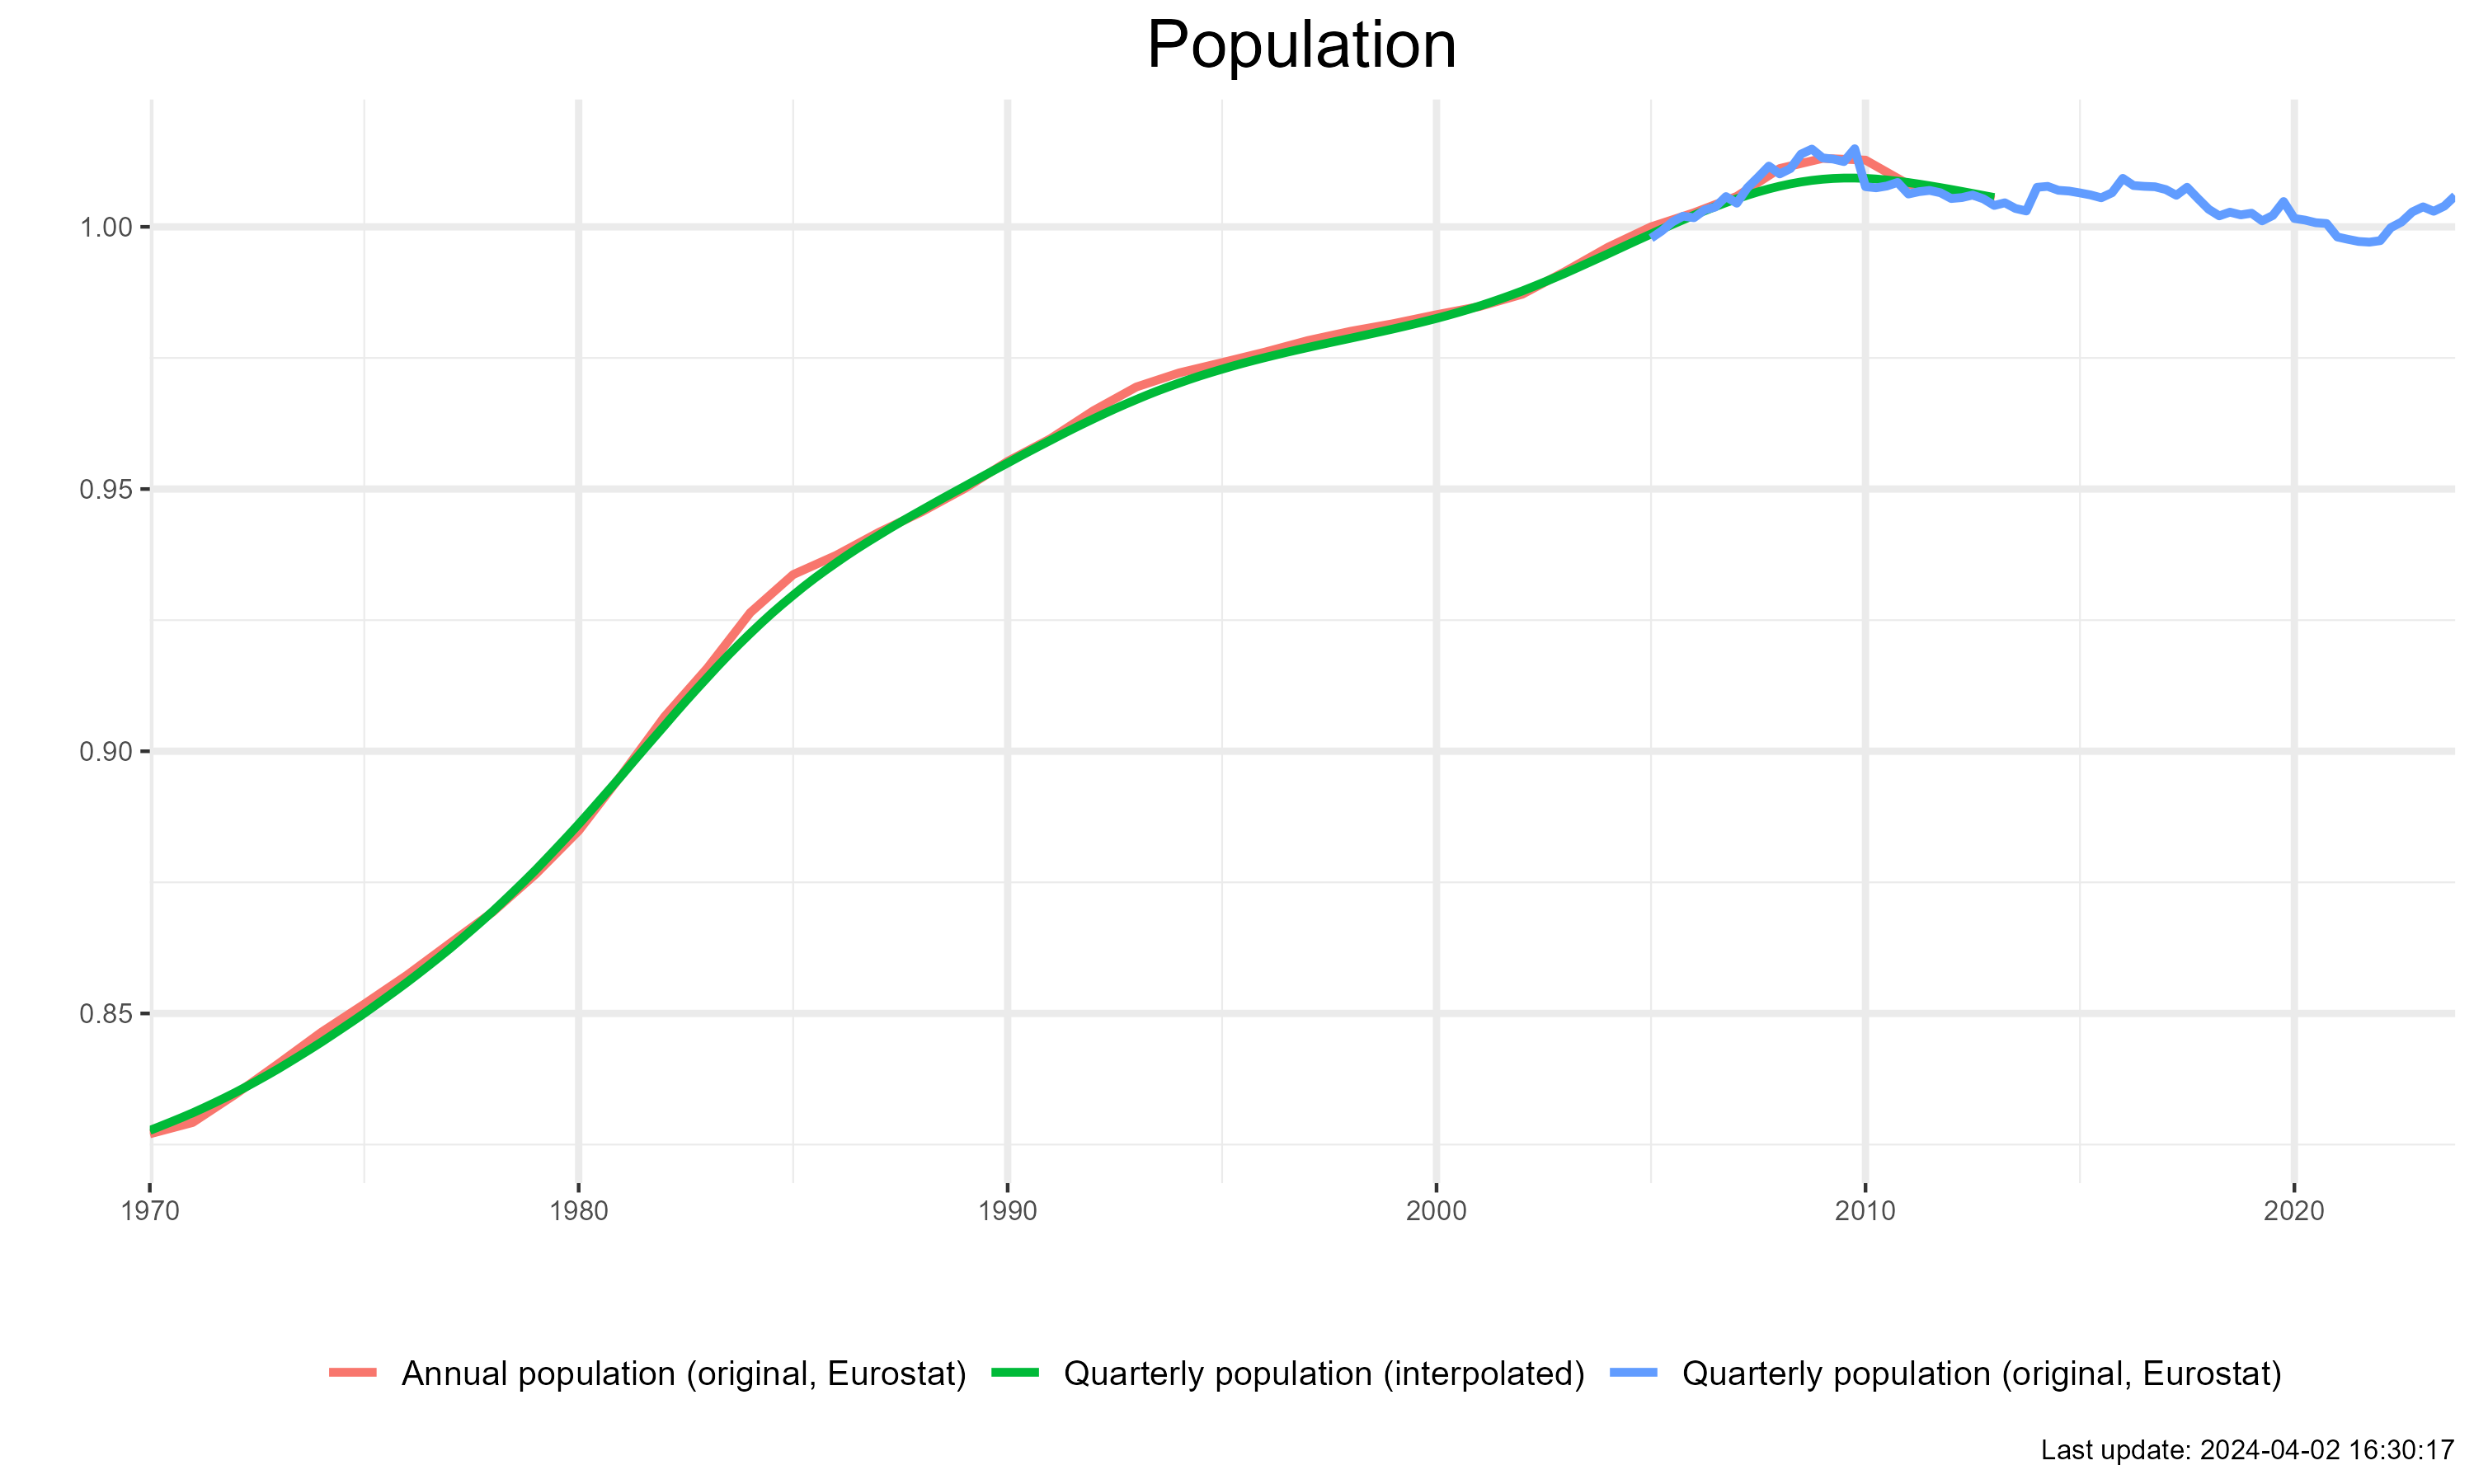 Population
1.00
0.95
0.90
0.85
1970 1980 1990 2000 2010 2020
Annual population (original, Eurostat) Quarterly population (interpolated) Quarterly population (original, Eurostat)
Last update: 2024-04-02 16:30:17